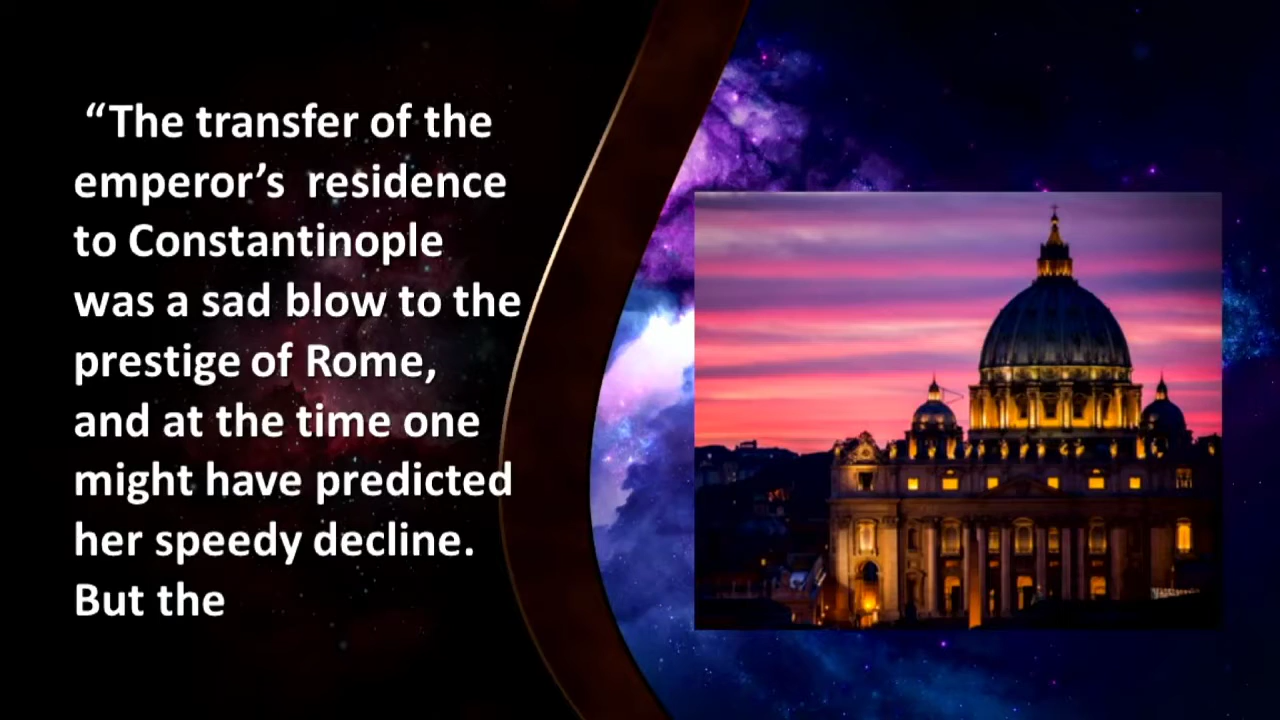 “The transfer of the
emperor’s  residence
to Constantinople
was a sad blow to the
prestige of Rome,
and at the time one
might have predicted
her speedy decline.
But the